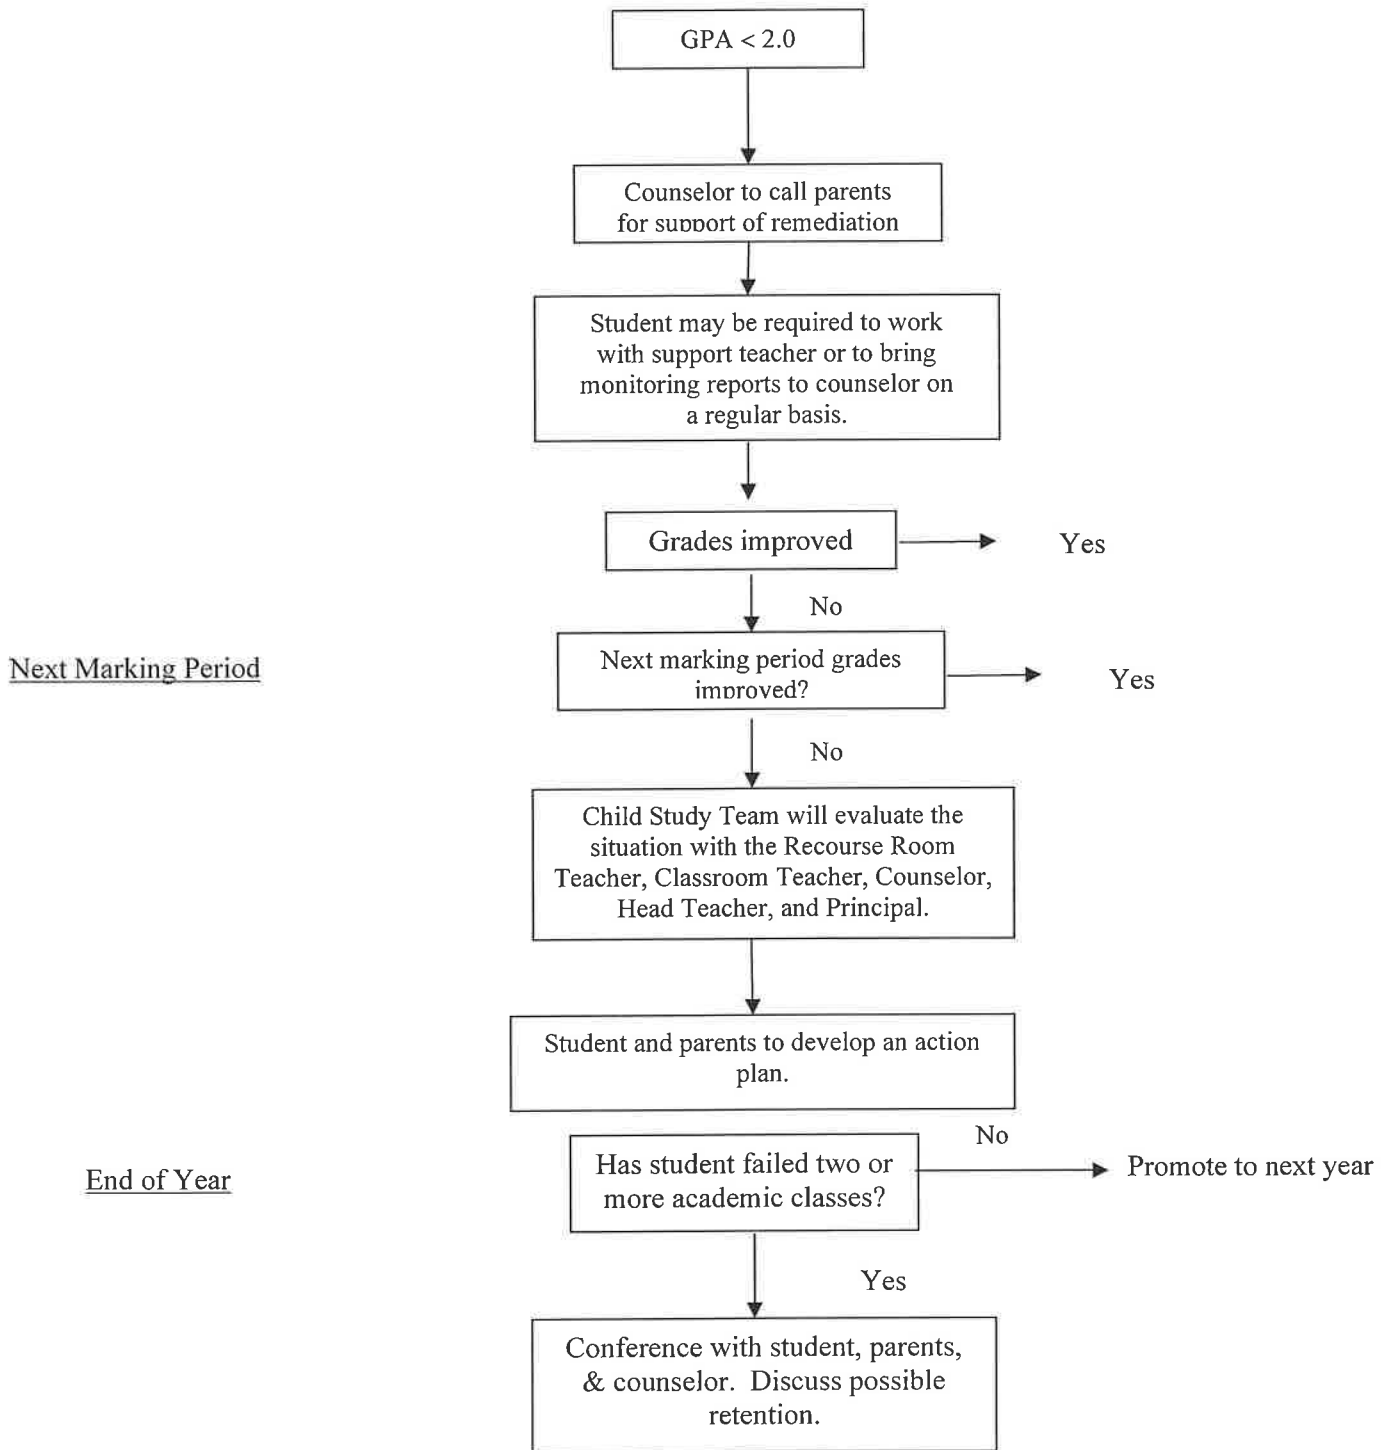 GPA < 2.0
Counselor to call parents
for support of remediation
Student may be required to work
with support teacher or to bring
monitoring reports to counselor on
a regular basis.
Grades improved
Yes
No
Next Marking Period
Next marking period grades
improved?
Yes
No
Child Study Team will evaluate the
situation with the Recourse Room
Teacher, Classroom Teacher, Counselor,
Head Teacher, and Principal.
Student and parents to develop an action
plan.
No
End of Year
Has student failed two or
more academic classes?
Promote to next year
Yes
Conference with student, parents,
& counselor.  Discuss possible
retention.